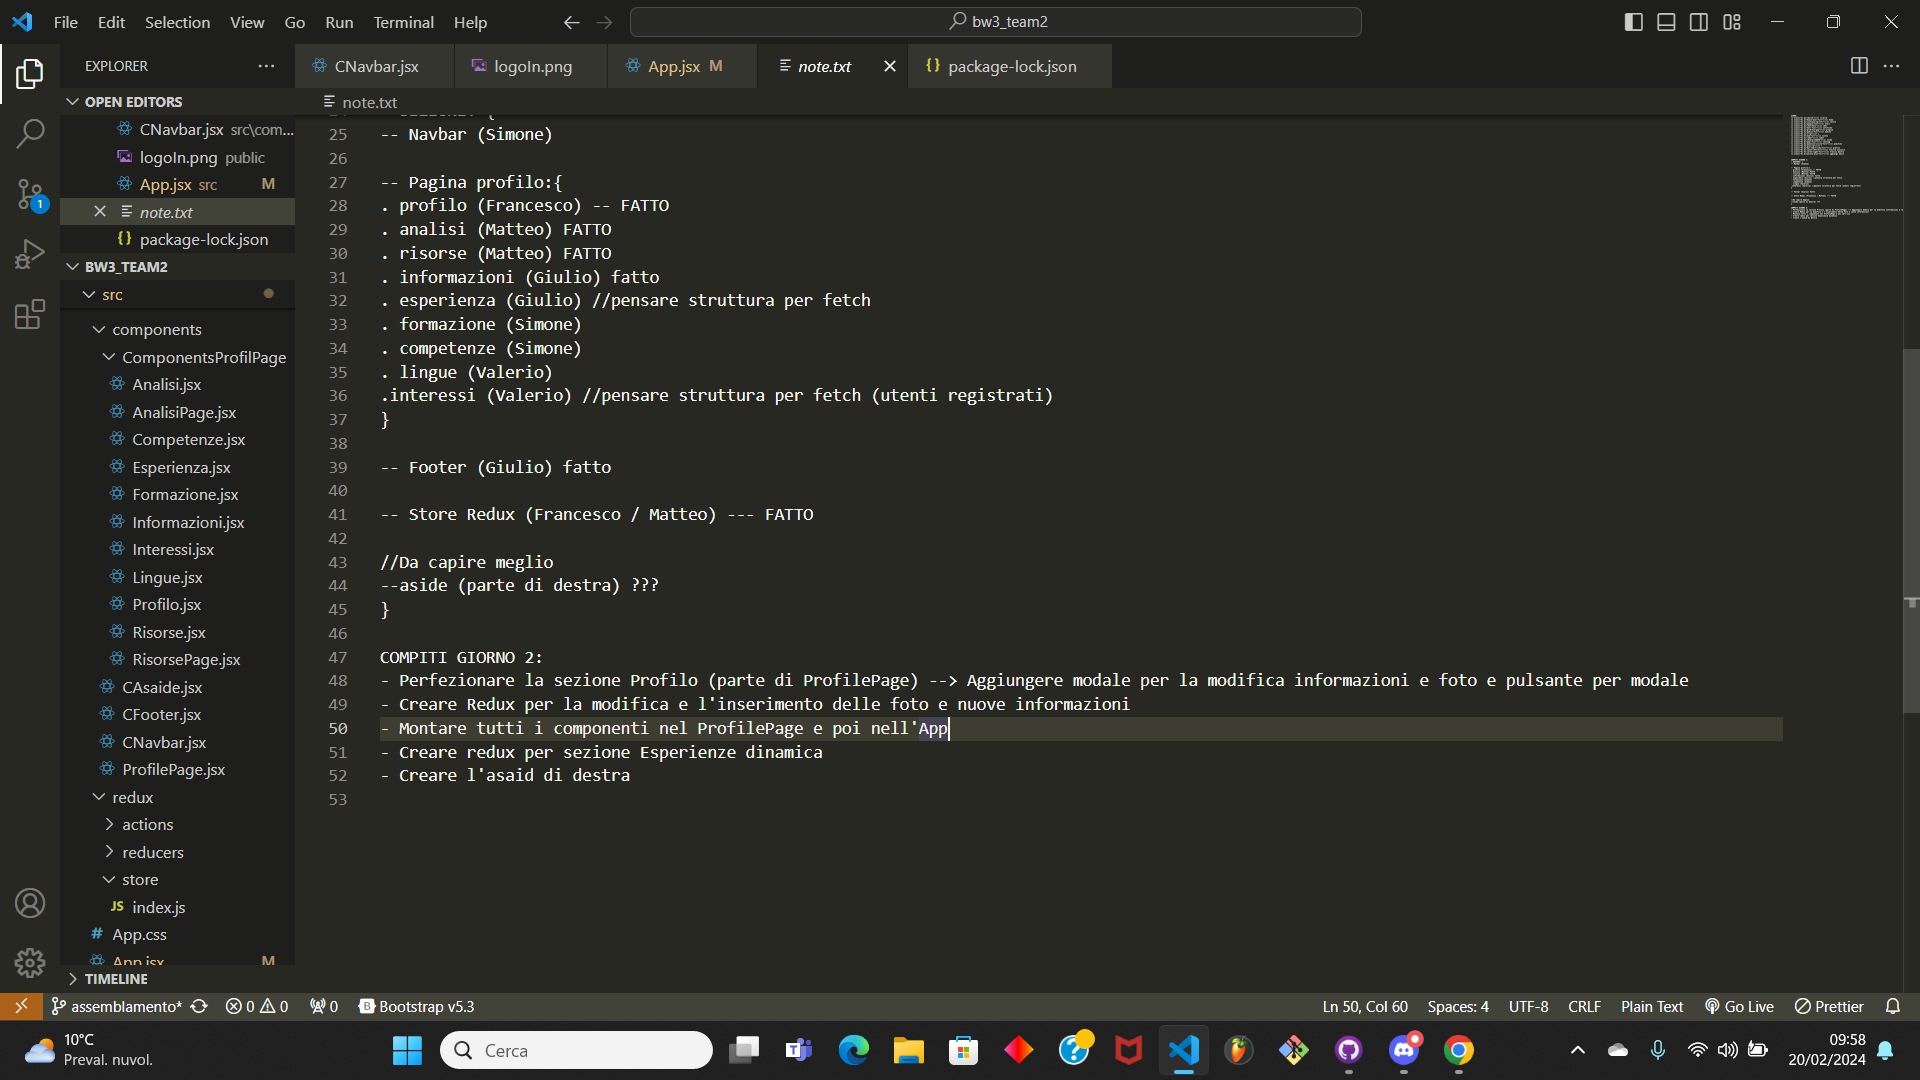 File Edit Selection View Go Run Terminal Help
bw3_team2
EXPLORER
CNavbar.jsx
logoIn.png
App.jsx M
note.txt
package-lock.json
OPEN EDITORS
CNavbar.jsx src\com...
logoIn.png public
App.jsx src M
note.txt
package-lock.json
BW3_TEAM2
src
components
ComponentsProfilPage
Analisi.jsx
AnalisiPage.jsx
Competenze.jsx
Esperienza.jsx
Formazione.jsx
Informazioni.jsx
Interessi.jsx
Lingue.jsx
Profilo.jsx
Risorse.jsx
RisorsePage.jsx
CAsaide.jsx
CFooter.jsx
CNavbar.jsx
ProfilePage.jsx
redux
actions
reducers
store
JS index.js
# App.css
App.jsx M
TIMELINE
note.txt
25 -- Navbar (Simone)
26
27 -- Pagina profilo:{
28 . profilo (Francesco) -- FATTO
29 . analisi (Matteo) FATTO
30 . risorse (Matteo) FATTO
31 . informazioni (Giulio) fatto
32 . esperienza (Giulio) //pensare struttura per fetch
33 . formazione (Simone)
34 . competenze (Simone)
35 . lingue (Valerio)
36 .interessi (Valerio) //pensare struttura per fetch (utenti registrati)
37 }
38
39 -- Footer (Giulio) fatto
40
41 -- Store Redux (Francesco / Matteo) --- FATTO
42
43 //Da capire meglio
44 --aside (parte di destra) ???
45 }
46
47 COMPITI GIORNO 2:
48 - Perfezionare la sezione Profilo (parte di ProfilePage) --> Aggiungere modale per la modifica informazioni e foto e pulsante per modale
49 - Creare Redux per la modifica e l'inserimento delle foto e nuove informazioni
50 - Montare tutti i componenti nel ProfilePage e poi nell'App
51 - Creare redux per sezione Esperienze dinamica
52 - Creare l'asaid di destra
53
1
assemblamento* 0 0 0 Bootstrap v5.3
Ln 50, Col 60 Spaces: 4 UTF-8 CRLF Plain Text Go Live Prettier
10°C
Preval. nuvol.
Cerca
09:58
20/02/2024